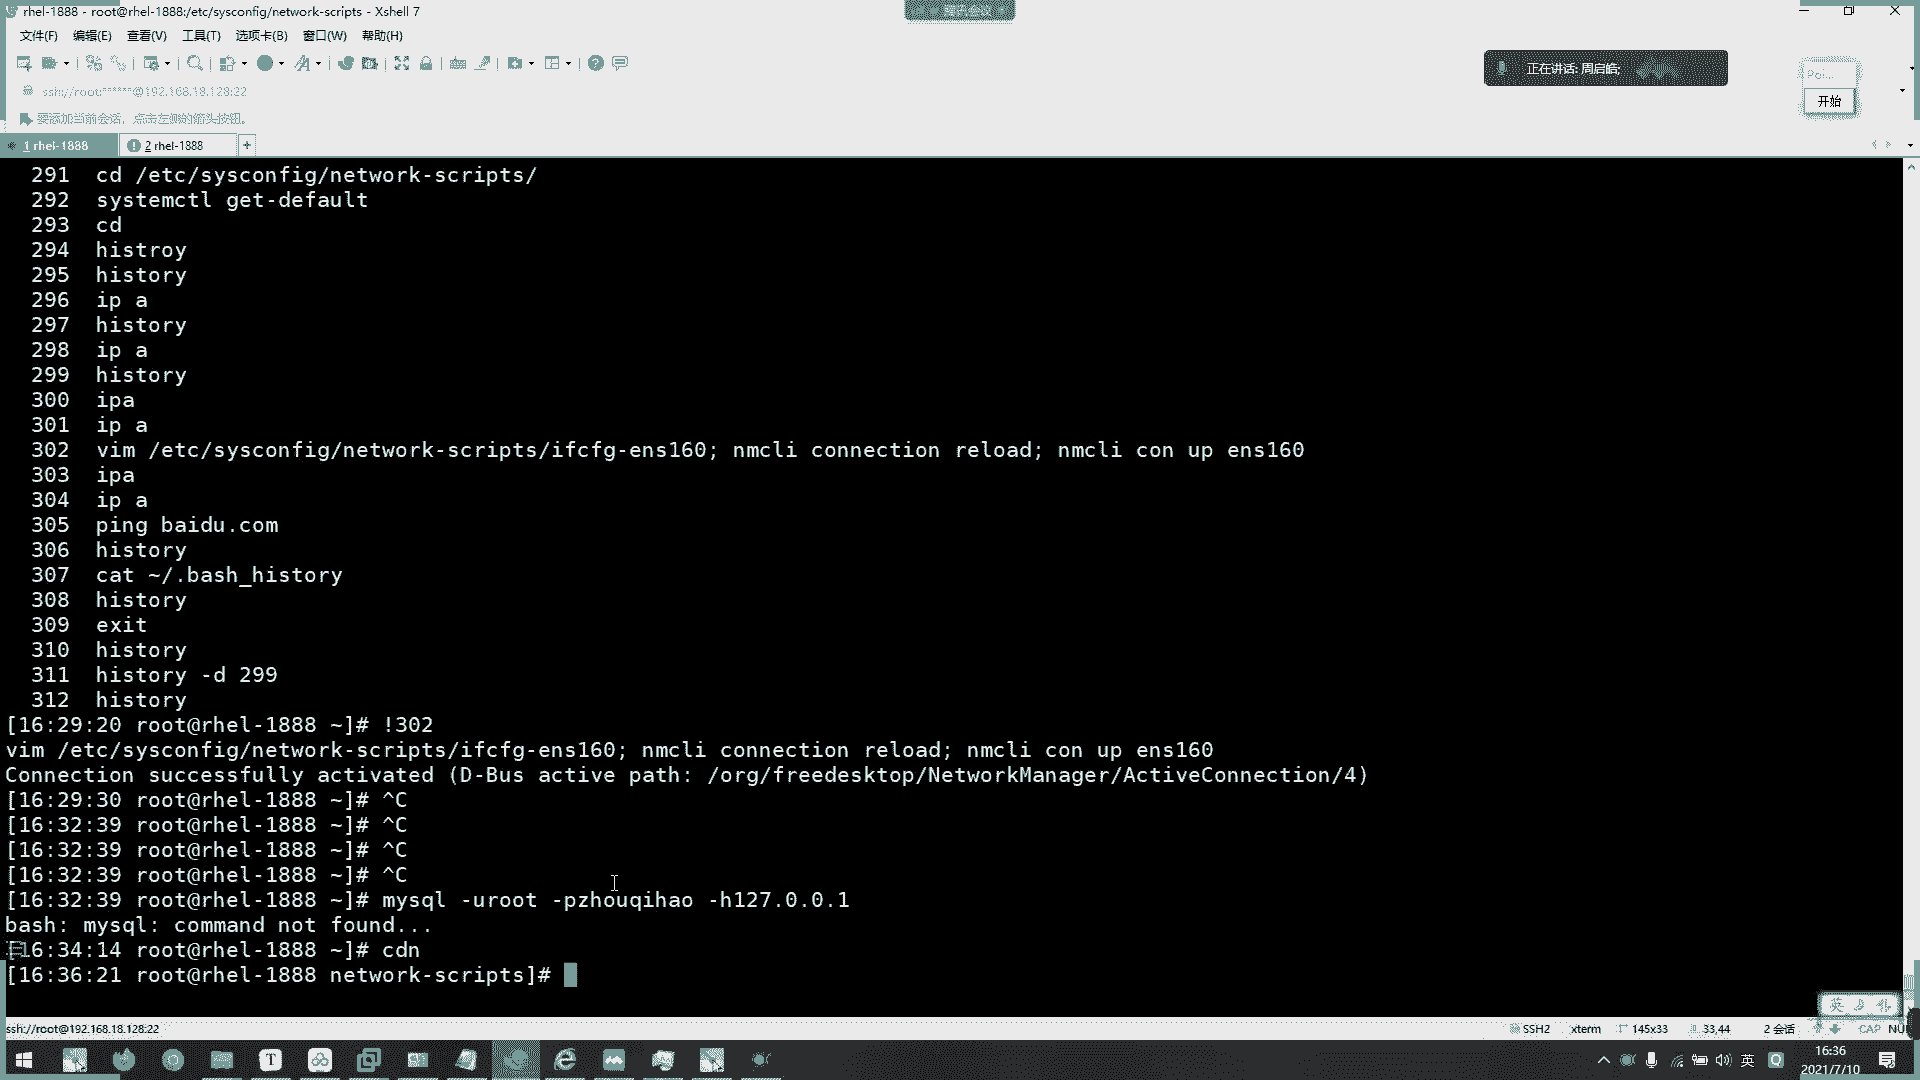 rhel-1888 - root@rhel-1888:/etc/sysconfig/network-scripts - Xshell 7
腾讯会议
文件(F) 编辑(E) 查看(V) 工具(T) 选项卡(B) 窗口(W) 帮助(H)
正在讲话: 周启皓;
Poi...
开始
ssh://root:******@192.168.18.128:22
要添加当前会话，点击左侧的箭头按钮。
1 rhel-1888
2 rhel-1888 +
291 cd /etc/sysconfig/network-scripts/
292 systemctl get-default
293 cd
294 histroy
295 history
296 ip a
297 history
298 ip a
299 history
300 ipa
301 ip a
302 vim /etc/sysconfig/network-scripts/ifcfg-ens160; nmcli connection reload; nmcli con up ens160
303 ipa
304 ip a
305 ping baidu.com
306 history
307 cat ~/.bash_history
308 history
309 exit
310 history
311 history -d 299
312 history
[16:29:20 root@rhel-1888 ~]# !302
vim /etc/sysconfig/network-scripts/ifcfg-ens160; nmcli connection reload; nmcli con up ens160
Connection successfully activated (D-Bus active path: /org/freedesktop/NetworkManager/ActiveConnection/4)
[16:29:30 root@rhel-1888 ~]# ^C
[16:32:39 root@rhel-1888 ~]# ^C
[16:32:39 root@rhel-1888 ~]# ^C
[16:32:39 root@rhel-1888 ~]# ^C
[16:32:39 root@rhel-1888 ~]# mysql -uroot -pzhouqihao -h127.0.0.1
bash: mysql: command not found...
[16:34:14 root@rhel-1888 ~]# cdn
[16:36:21 root@rhel-1888 network-scripts]#
英
ssh://root@192.168.18.128:22 SSH2 xterm 145x33 33,44 2 会话 CAP NUM
英
16:36
2021/7/10